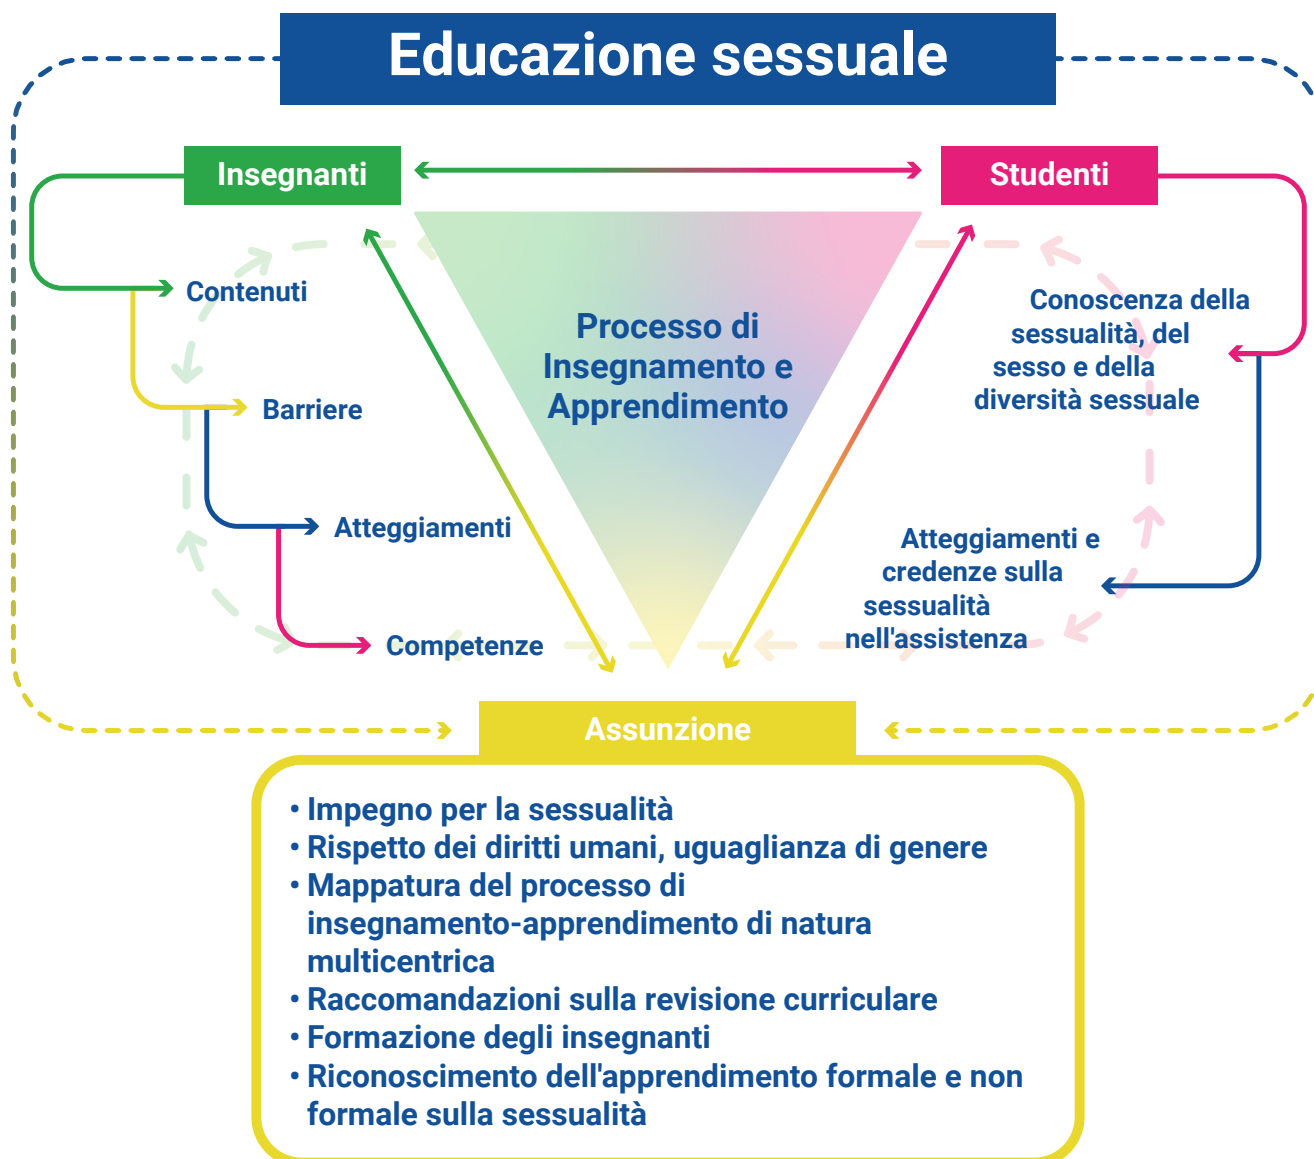 Educazione sessuale
Insegnanti
Studenti
Contenuti
Barriere
Atteggiamenti
Competenze
Processo di
Insegnamento e
Apprendimento
Conoscenza della
sessualità, del
sesso e della
diversità sessuale
Atteggiamenti e
credenze sulla
sessualità
nell'assistenza
Assunzione
• Impegno per la sessualità
• Rispetto dei diritti umani, uguaglianza di genere
• Mappatura del processo di
insegnamento-apprendimento di natura
multicentrica
• Raccomandazioni sulla revisione curriculare
• Formazione degli insegnanti
• Riconoscimento dell'apprendimento formale e non
formale sulla sessualità